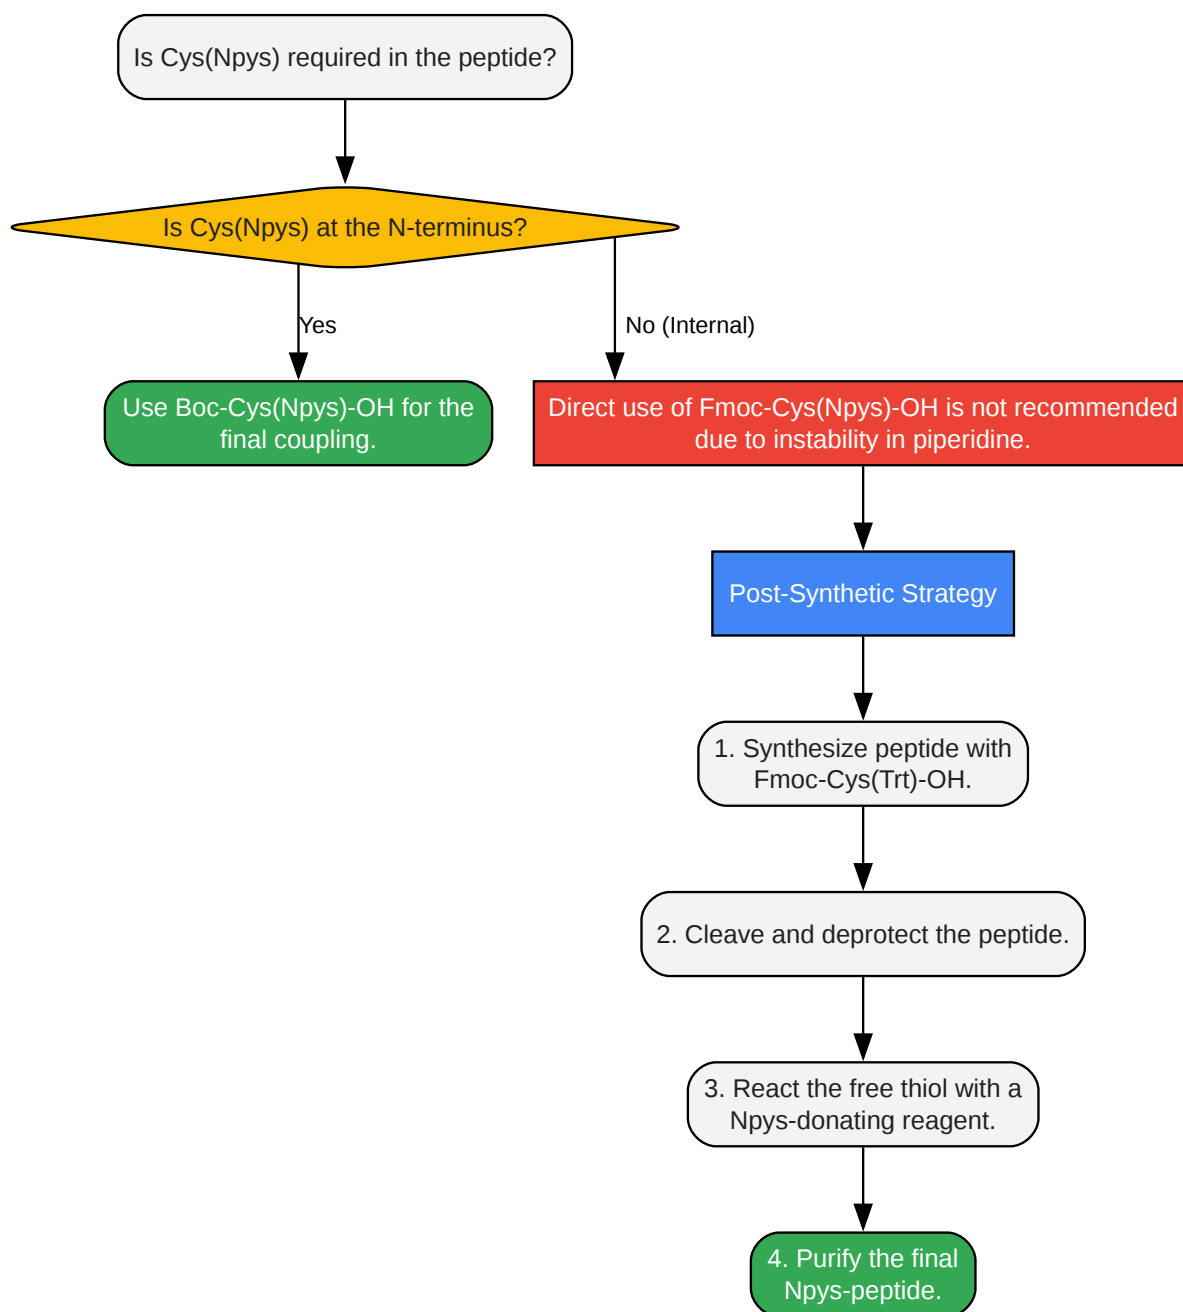 Is Cys(Npys) required in the peptide?
Is Cys(Npys) at the N-terminus?
Yes
No (Internal)
Use Boc-Cys(Npys)-OH for the
final coupling.
Direct use of Fmoc-Cys(Npys)-OH is not recommended
due to instability in piperidine.
Post-Synthetic Strategy
1. Synthesize peptide with
Fmoc-Cys(Trt)-OH.
2. Cleave and deprotect the peptide.
3. React the free thiol with a
Npys-donating reagent.
4. Purify the final
Npys-peptide.